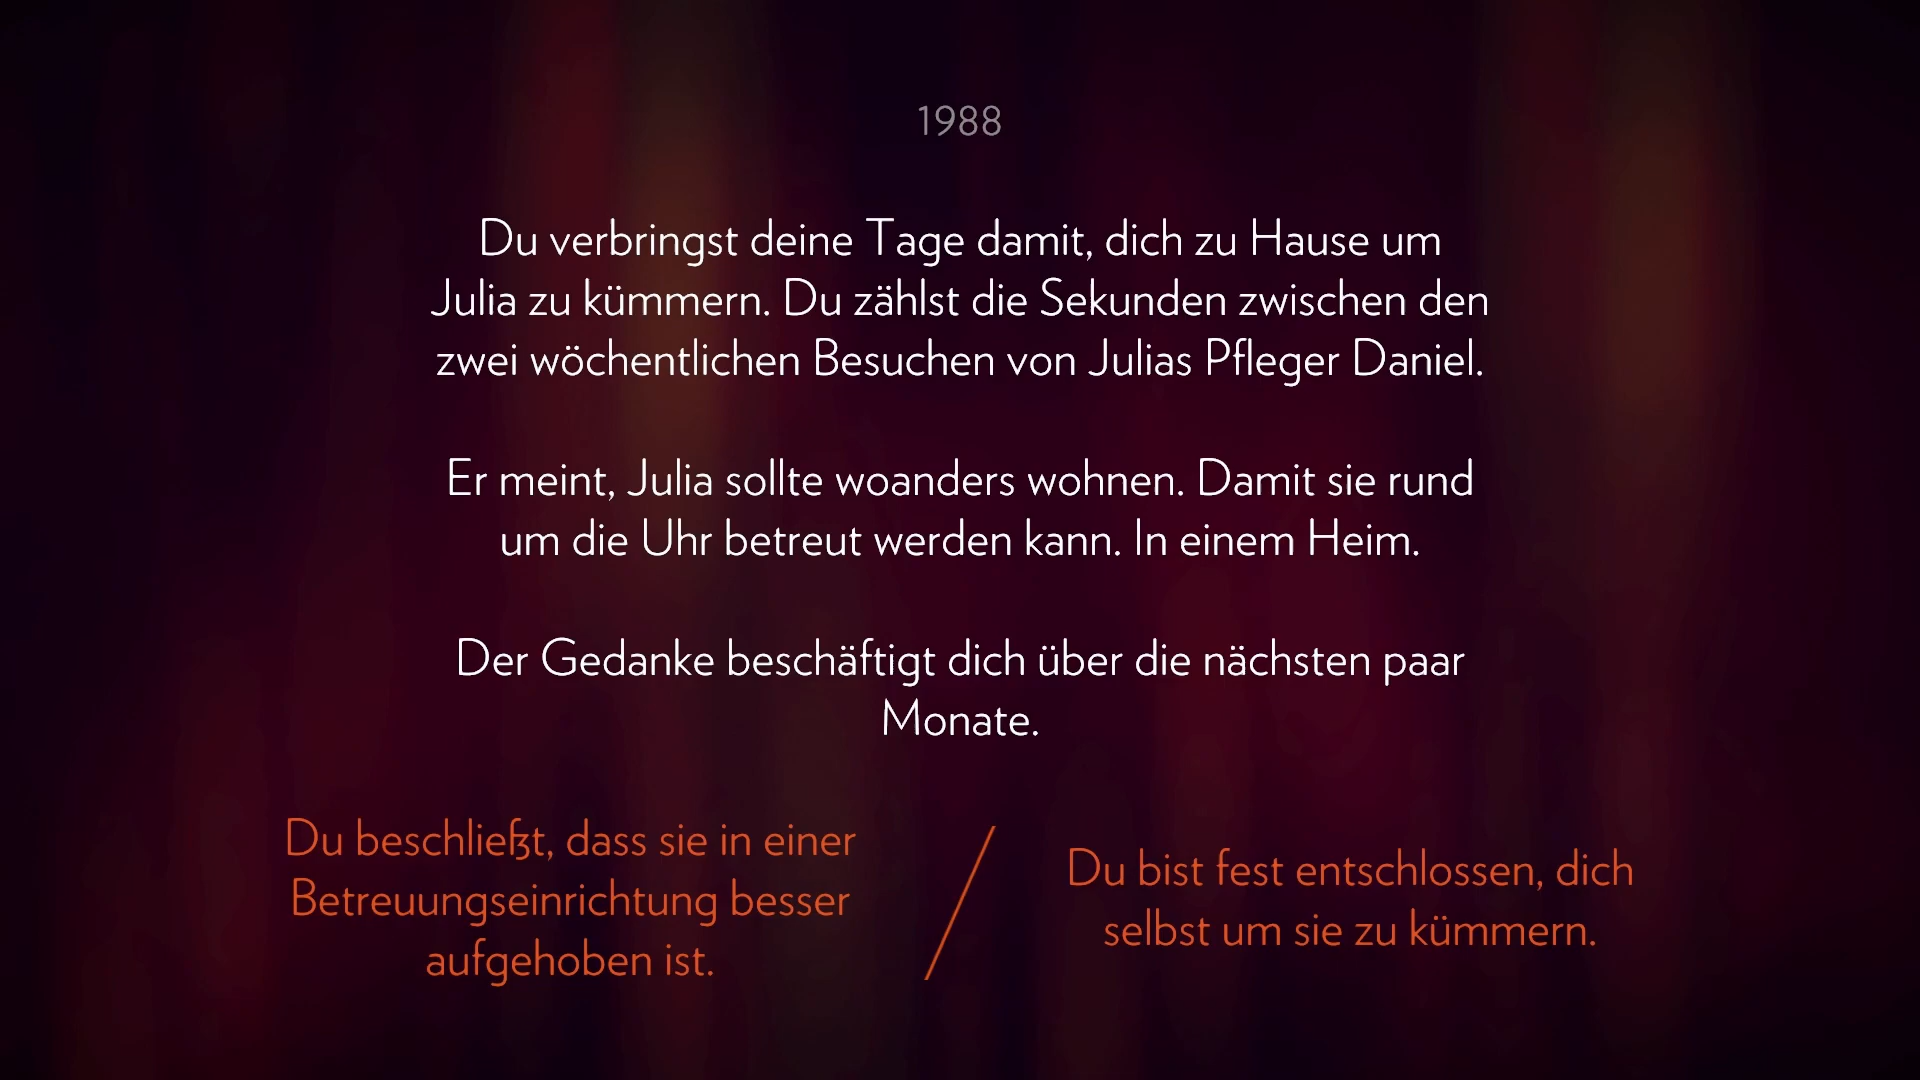 1988
Du verbringst deine Tage damit, dich zu Hause um
Julia zu kümmern. Du zählst die Sekunden zwischen den
zwei wöchentlichen Besuchen von Julias Pfleger Daniel.
Er meint, Julia sollte woanders wohnen. Damit sie rund
um die Uhr betreut werden kann. In einem Heim.
Der Gedanke beschäftigt dich über die nächsten paar
Monate.
Du beschließt, dass sie in einer
Betreuungseinrichtung besser
aufgehoben ist.
Du bist fest entschlossen, dich
selbst um sie zu kümmern.